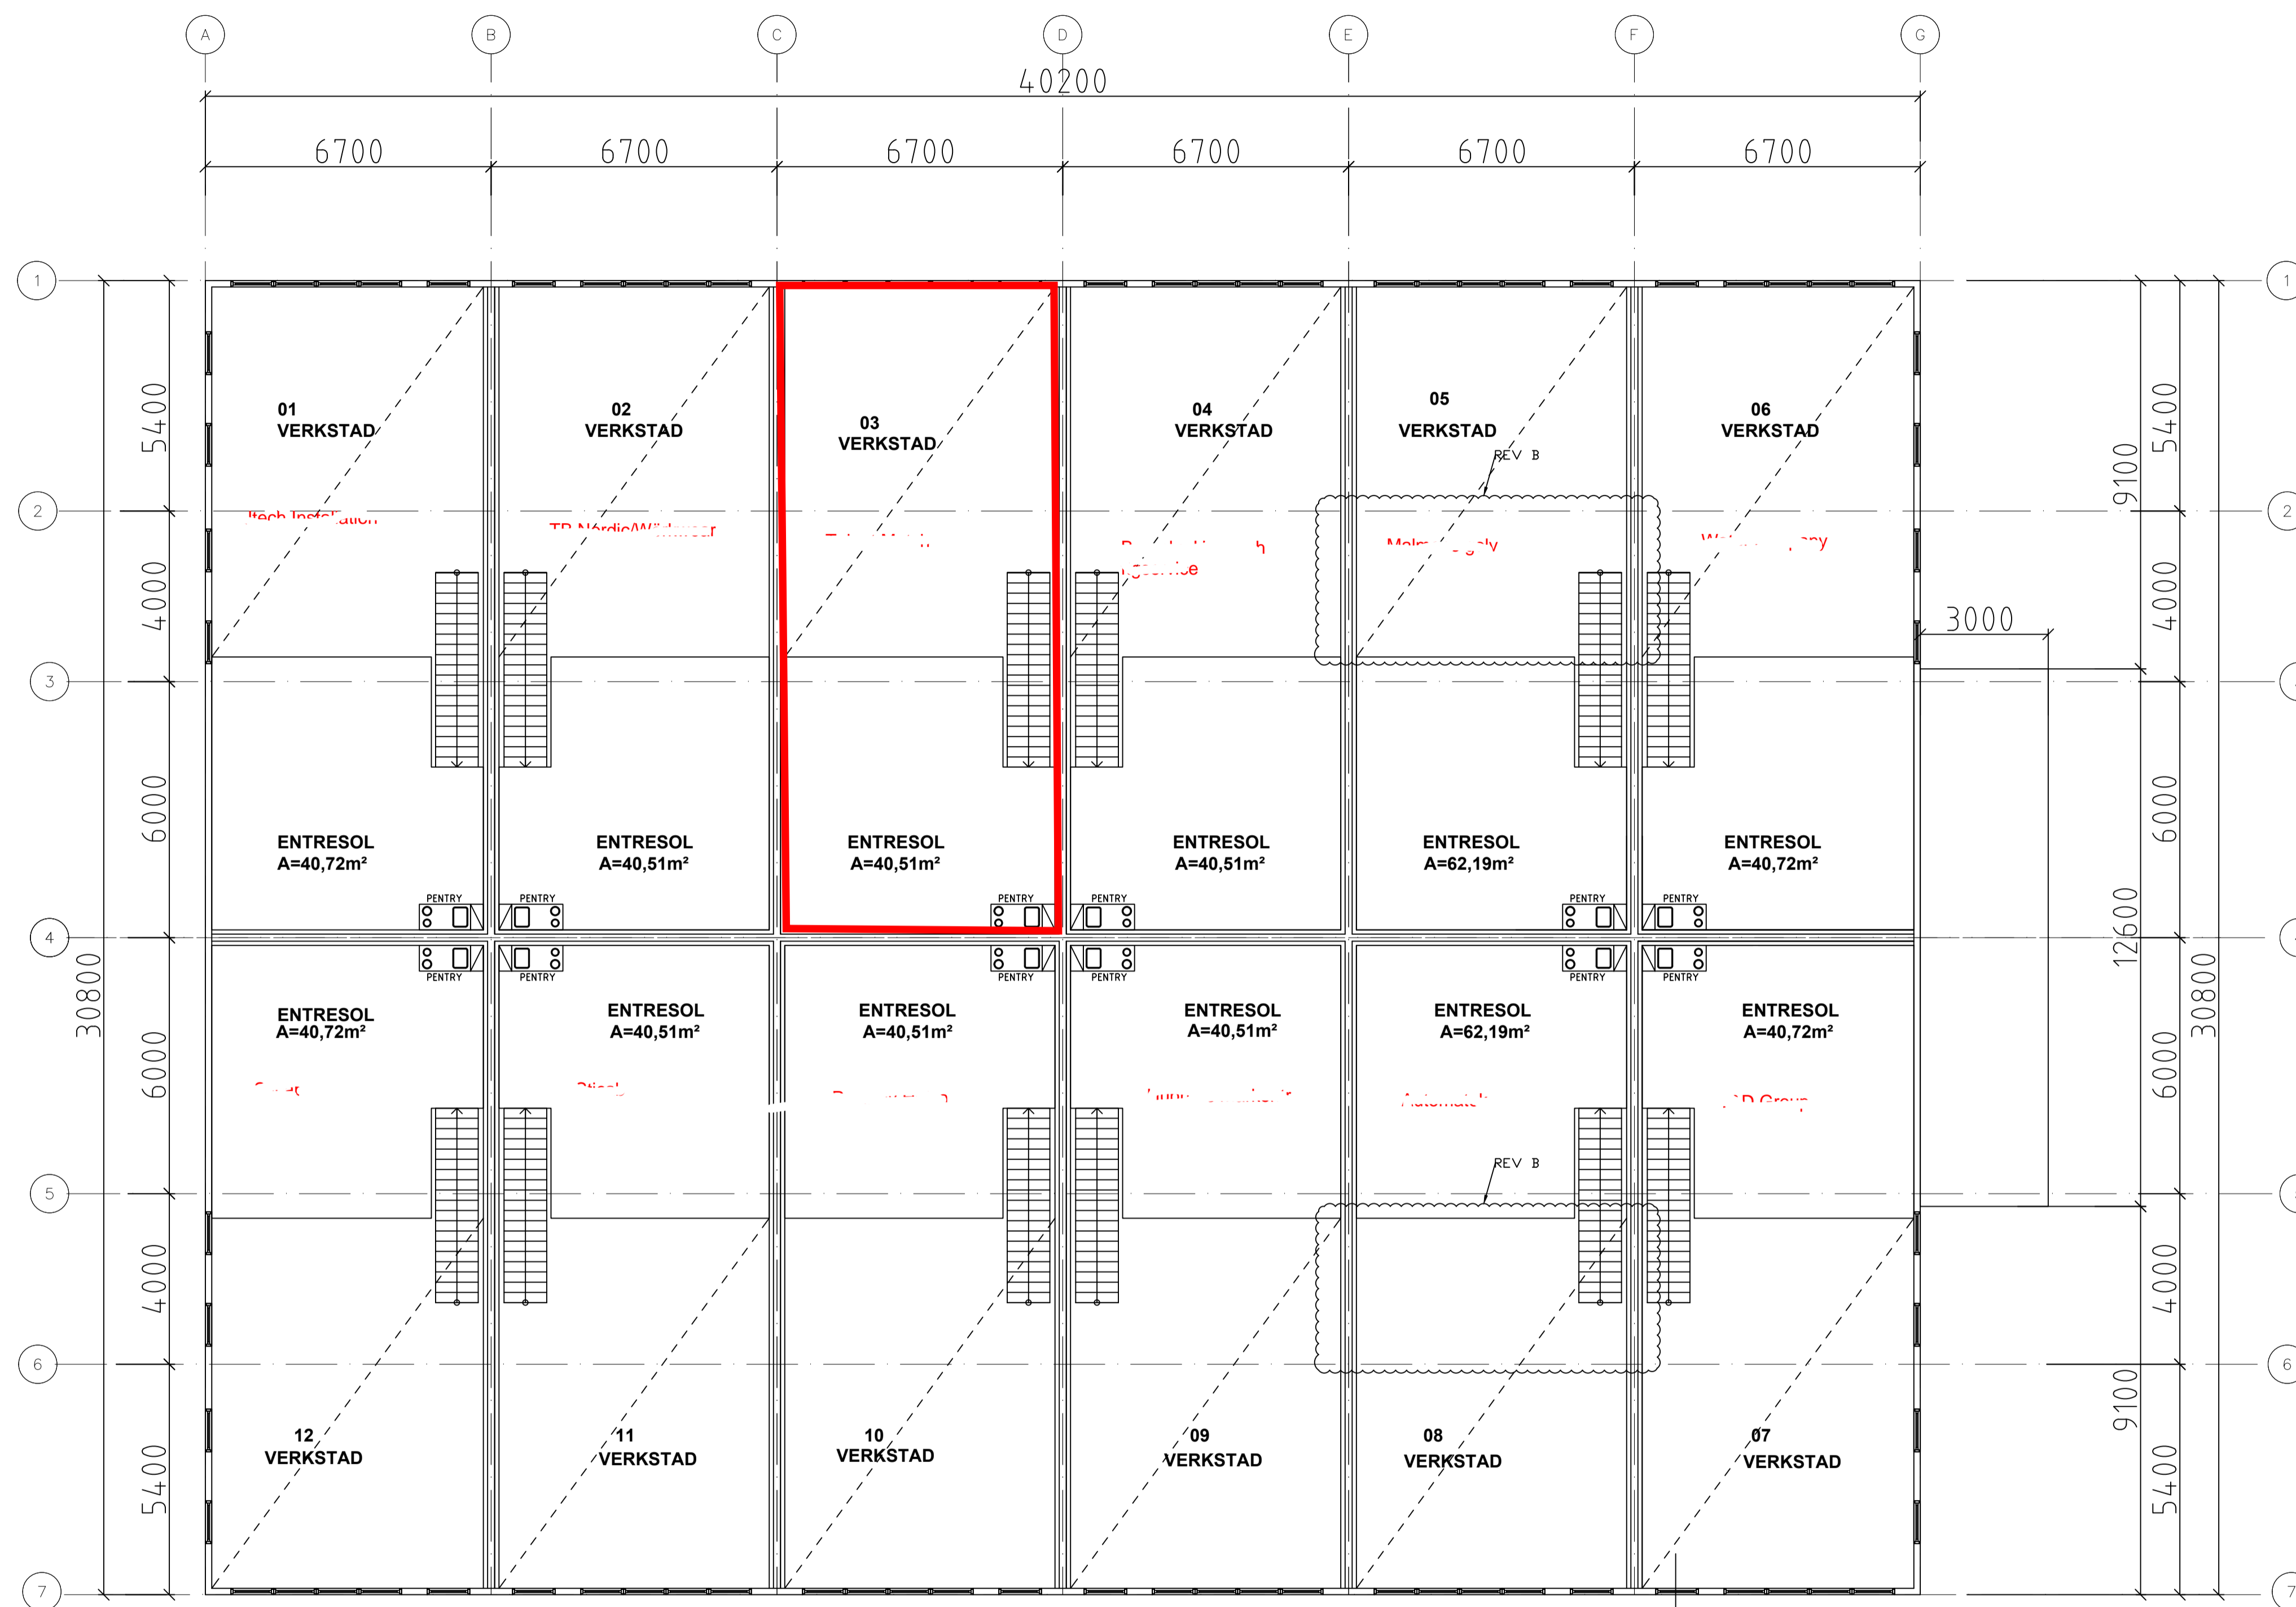 A B C D E F G
40200
6700 6700 6700 6700 6700 6700
1 1
5400 5400
01 02 03 04 05 06
VERKSTAD VERKSTAD VERKSTAD VERKSTAD VERKSTAD VERKSTAD
REV B
9100
2 2
4000 4000
3000
3
6000 6000
ENTRESOL ENTRESOL ENTRESOL ENTRESOL ENTRESOL ENTRESOL
A=40,72m² A=40,51m² A=40,51m² A=40,51m² A=62,19m² A=40,72m²
PENTRY PENTRY PENTRY PENTRY PENTRY
12600
4
30800 30800
PENTRY PENTRY PENTRY PENTRY PENTRY
ENTRESOL ENTRESOL ENTRESOL ENTRESOL ENTRESOL ENTRESOL
A=40,72m² A=40,51m² A=40,51m² A=40,51m² A=62,19m² A=40,72m²
6000 6000
REV B
5
4000 4000
6 6
9100
12 11 10 09 08 07
VERKSTAD VERKSTAD VERKSTAD VERKSTAD VERKSTAD VERKSTAD
5400 5400
7 7